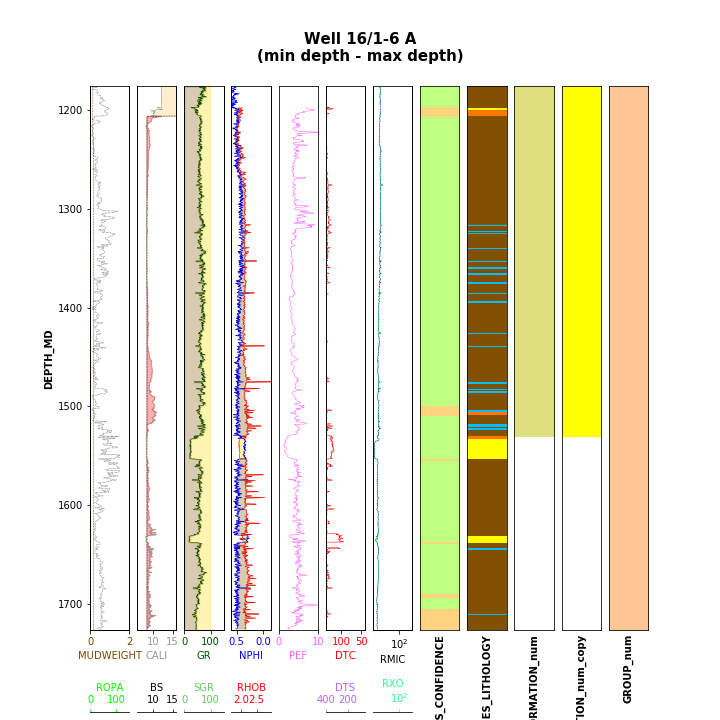 Well 16/1-6 A
(min depth - max depth)
DEPTH_MD
1200
1300
1400
1500
1600
1700
0 2
MUDWEIGHT
ROPA
0 100
10 15
CALI
BS
10 15
0 100
GR
SGR
0 100
0.5 0.0
NPHI
RHOB
2.02.5
0 10
PEF
100 50
DTC
DTS
400 200
10²
RMIC
RXO
10²
S_CONFIDENCE
ES_LITHOLOGY
RMATION_num
TION_num_copy
GROUP_num